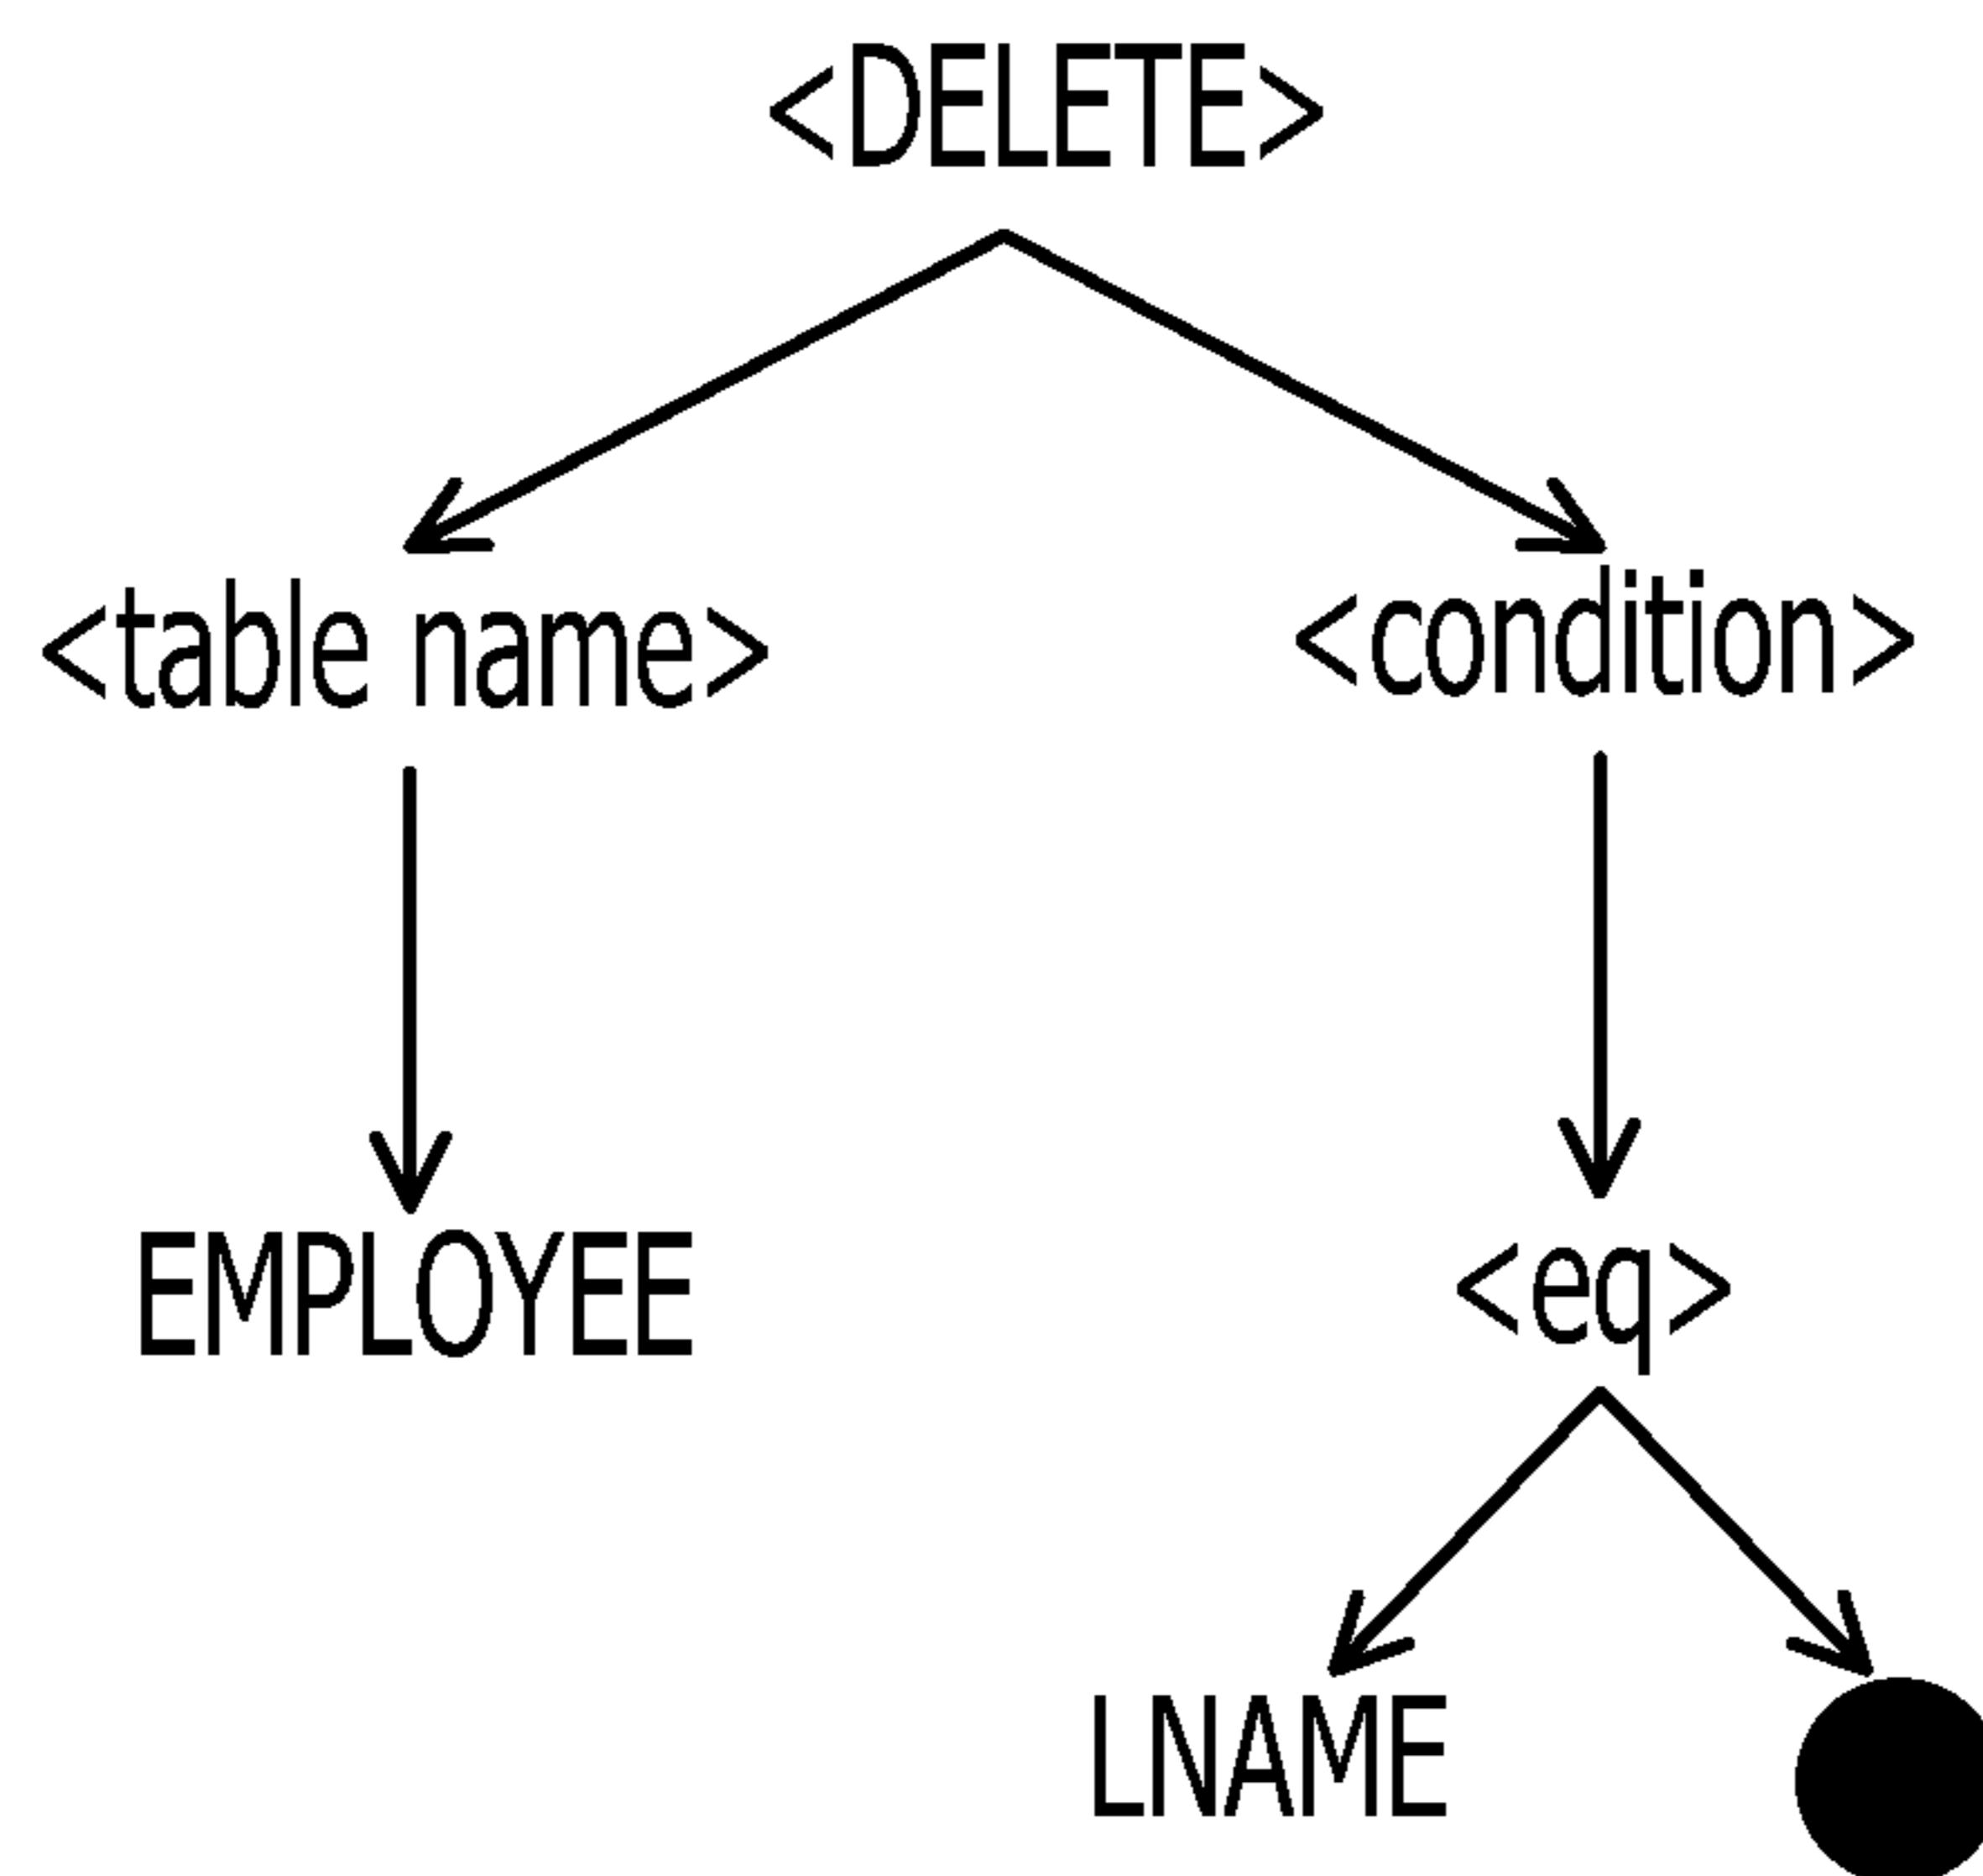 <DELETE>
<table name>
<condition>
EMPLOYEE
<eq>
LNAME